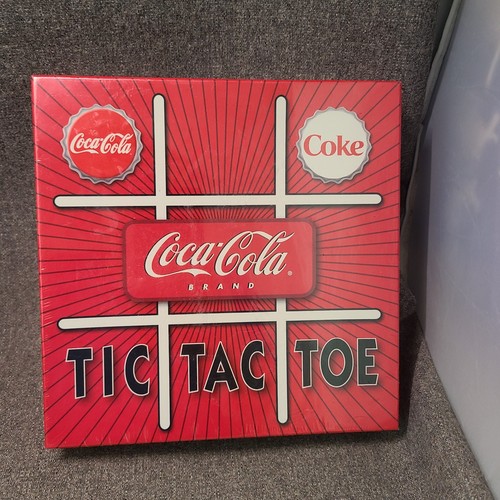 Coca-Cola
Coke
Coca-Cola®
BRAND
TIC TAC TOE